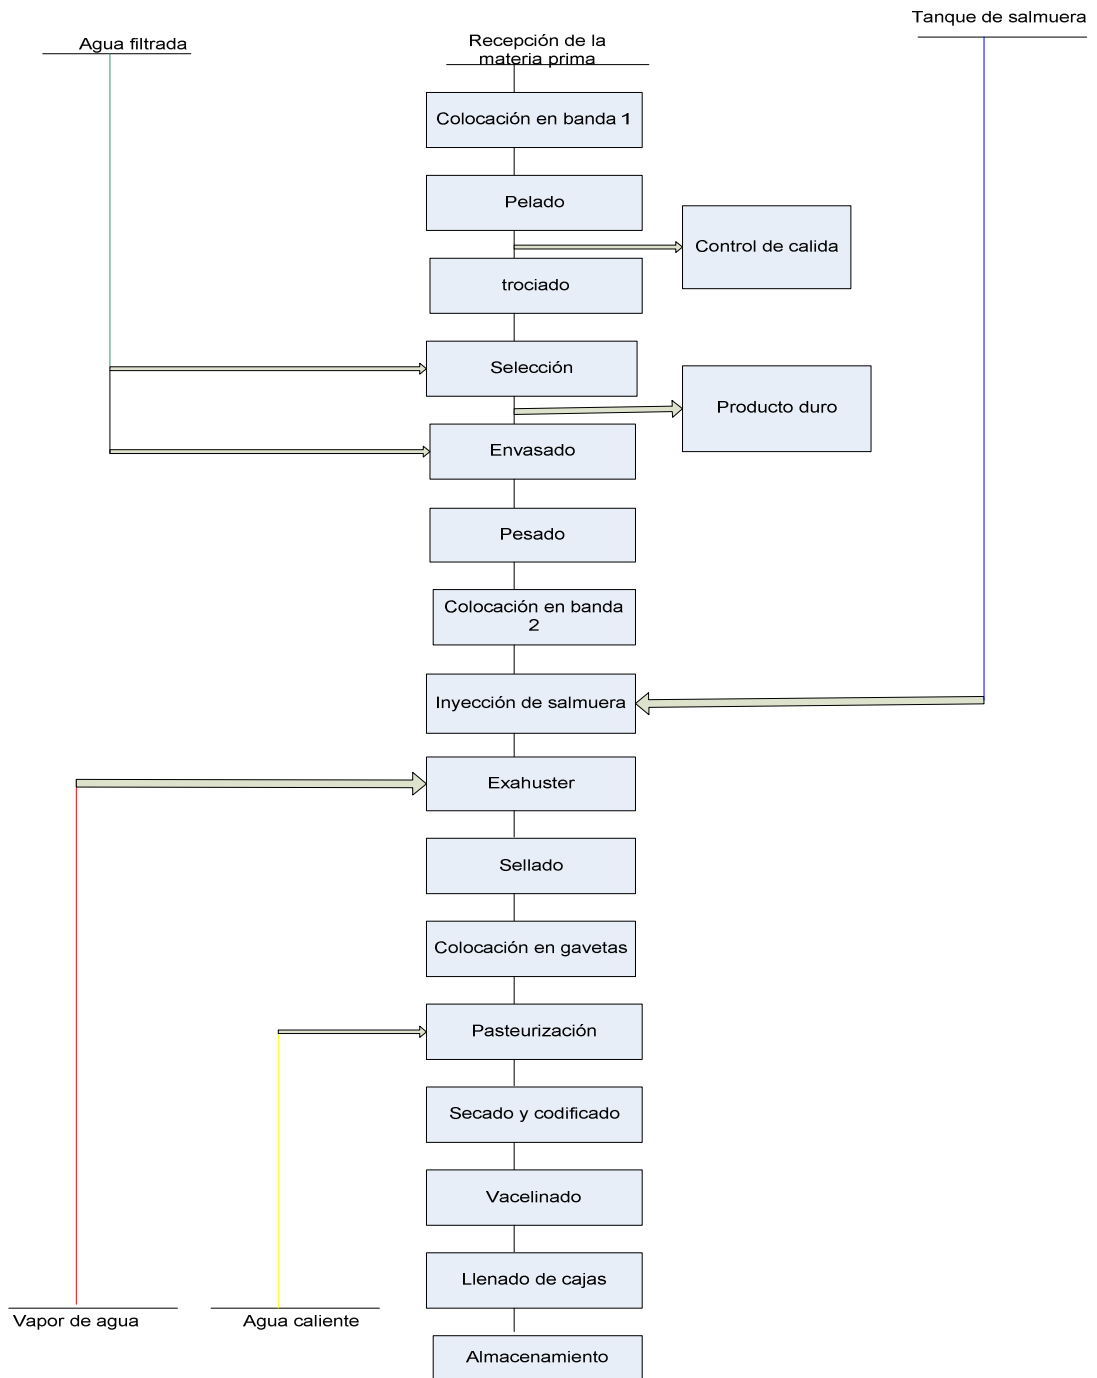 Tanque de salmuera
Agua filtrada
Recepción de la
materia prima
Colocación en banda 1
Pelado
Control de calida
trociado
Selección
Producto duro
Envasado
Pesado
Colocación en banda
2
Inyección de salmuera
Exahuster
Sellado
Colocación en gavetas
Pasteurización
Secado y codificado
Vacelinado
Llenado de cajas
Vapor de agua
Agua caliente
Almacenamiento